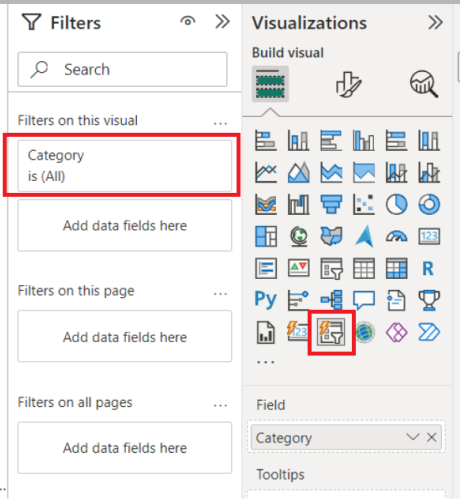 Filters
Search
Filters on this visual
...
Category
is (All)
Add data fields here
Filters on this page
...
Add data fields here
Filters on all pages
...
Add data fields here
Visualizations
Build visual
123
R
Py
123
...
Field
Category
Tooltips